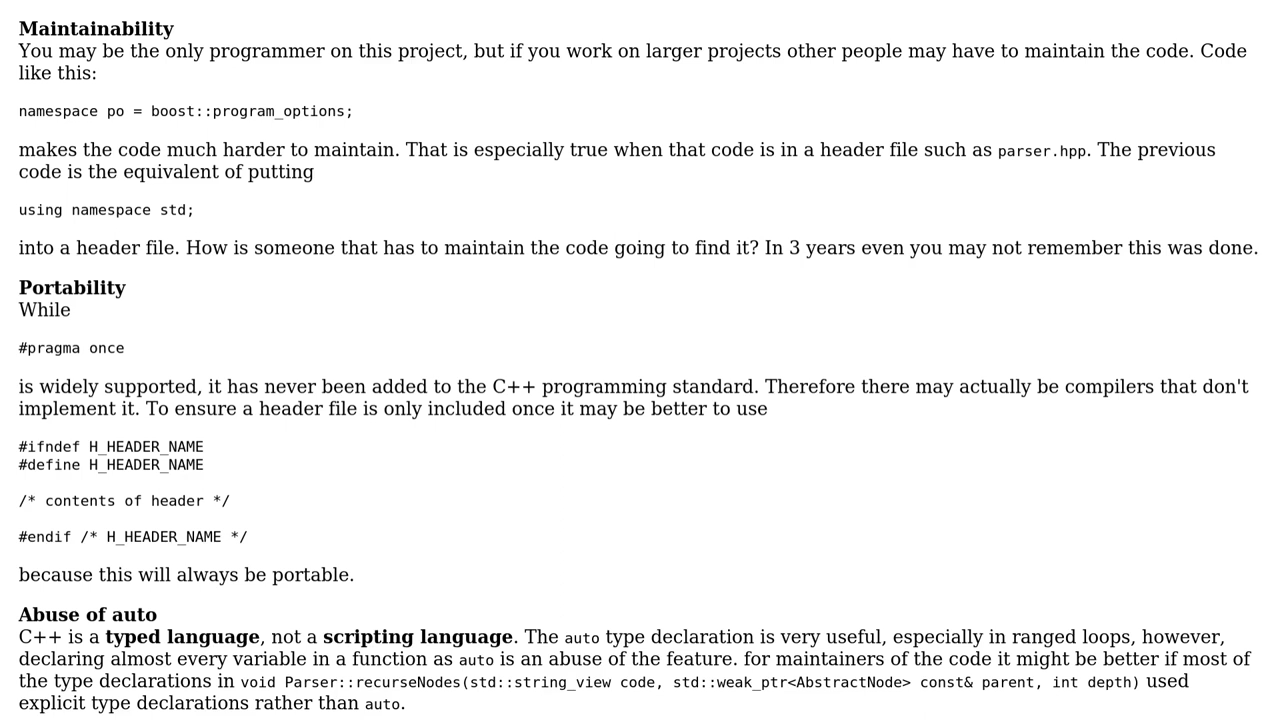 Maintainability
You may be the only programmer on this project, but if you work on larger projects other people may have to maintain the code. Code
like this:
namespace po = boost::program_options;
makes the code much harder to maintain. That is especially true when that code is in a header file such as parser.hpp. The previous
code is the equivalent of putting
using namespace std;
into a header file. How is someone that has to maintain the code going to find it? In 3 years even you may not remember this was done.
Portability
While
#pragma once
is widely supported, it has never been added to the C++ programming standard. Therefore there may actually be compilers that don't
implement it. To ensure a header file is only included once it may be better to use
#ifndef H_HEADER_NAME
#define H_HEADER_NAME
/* contents of header */
#endif /* H_HEADER_NAME */
because this will always be portable.
Abuse of auto
C++ is a typed language, not a scripting language. The auto type declaration is very useful, especially in ranged loops, however,
declaring almost every variable in a function as auto is an abuse of the feature. for maintainers of the code it might be better if most of
the type declarations in void Parser::recurseNodes(std::string_view code, std::weak_ptr<AbstractNode> const& parent, int depth) used
explicit type declarations rather than auto.